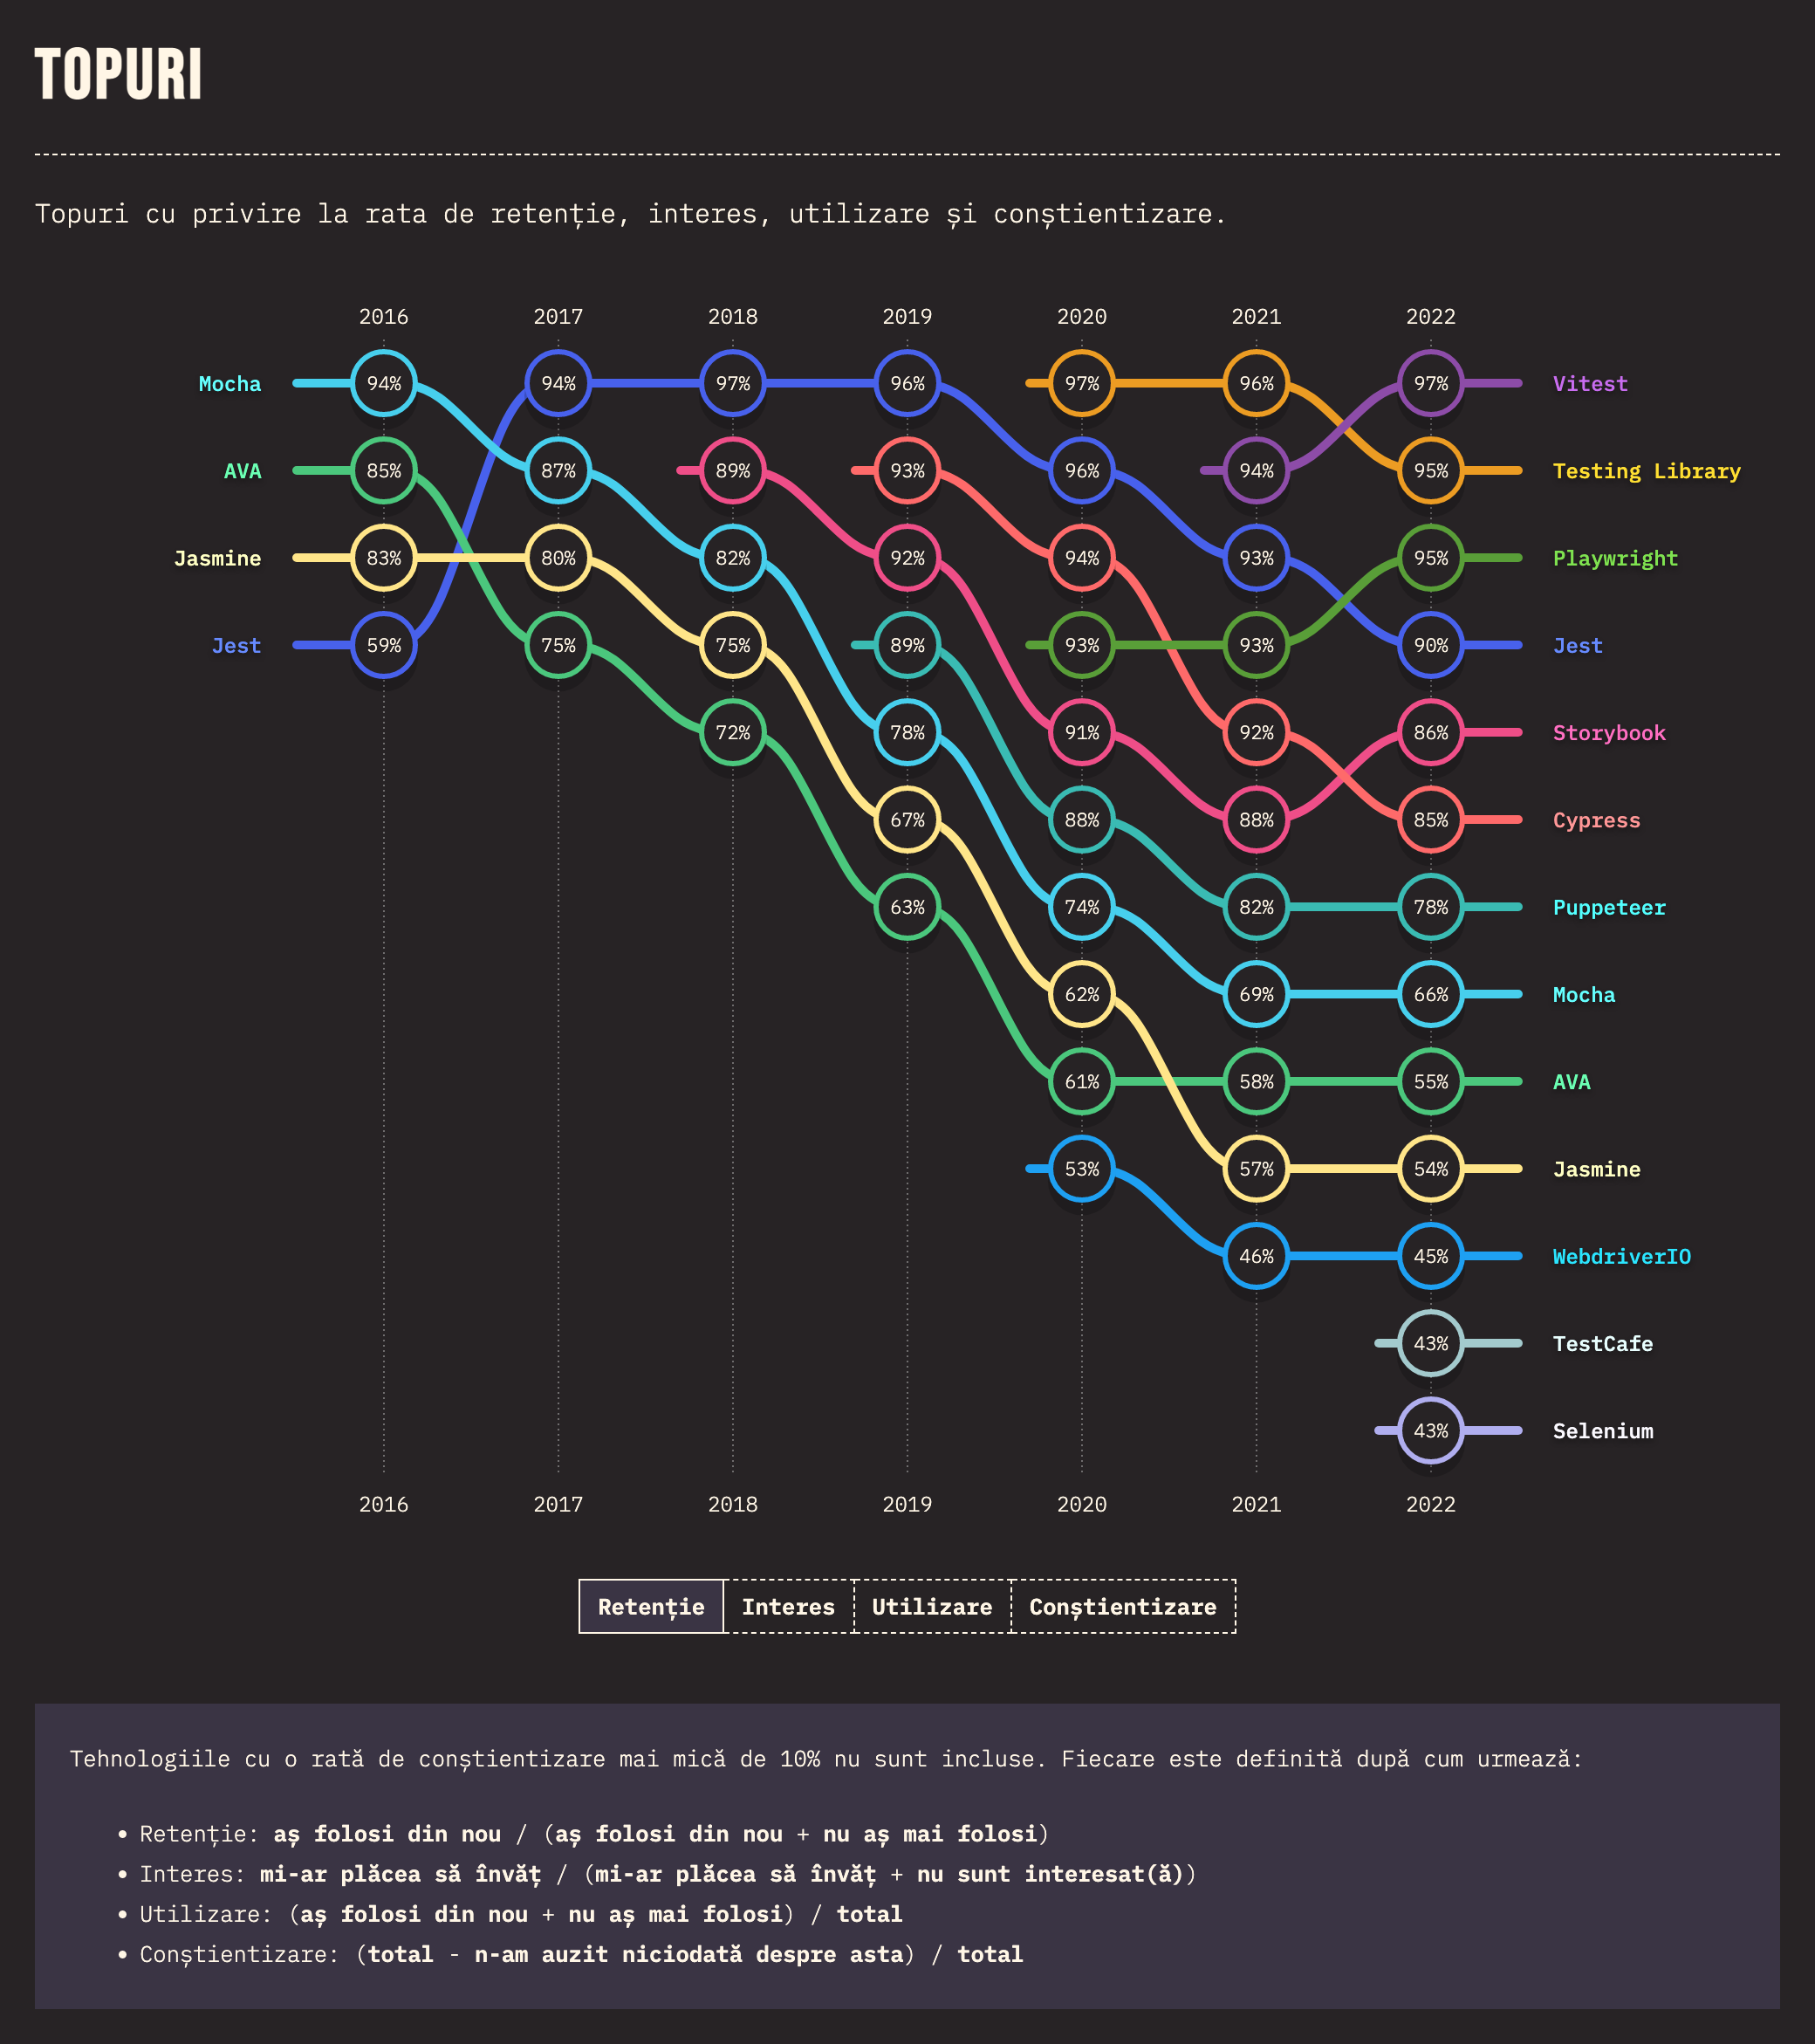 TOPURI
Topuri cu privire la rata de retenție, interes, utilizare și conștientizare.
2016 2017 2018 2019 2020 2021 2022
Mocha 94% 94% 97% 96% 97% 96% 97% Vitest
AVA 85% 87% 89% 93% 96% 94% 95% Testing Library
Jasmine 83% 80% 82% 92% 94% 93% 95% Playwright
Jest 59% 75% 75% 89% 93% 93% 90% Jest
72% 78% 91% 92% 86% Storybook
67% 88% 88% 85% Cypress
63% 74% 82% 78% Puppeteer
62% 69% 66% Mocha
61% 58% 55% AVA
53% 57% 54% Jasmine
46% 45% WebdriverIO
43% TestCafe
43% Selenium
2016 2017 2018 2019 2020 2021 2022
Retenție Interes Utilizare Conștientizare
Tehnologiile cu o rată de conștientizare mai mică de 10% nu sunt incluse. Fiecare este definită după cum urmează:
• Retenție: aș folosi din nou / (aș folosi din nou + nu aș mai folosi)
• Interes: mi-ar plăcea să învăț / (mi-ar plăcea să învăț + nu sunt interesat(ă))
• Utilizare: (aș folosi din nou + nu aș mai folosi) / total
• Conștientizare: (total - n-am auzit niciodată despre asta) / total